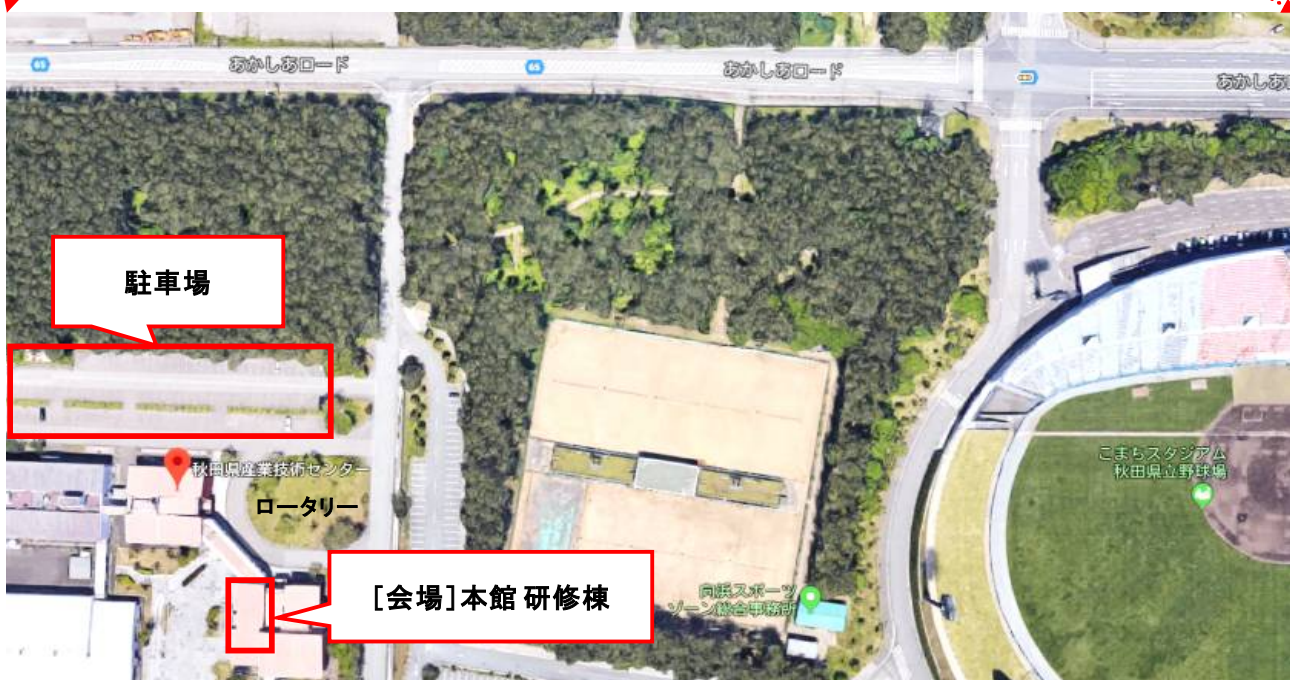 あかしあロード
65
65
あかしあロード
あかしあ
駐車場
秋田県産業技術センター
ロータリー
[会場]本館 研修棟
向浜スポーツ
ゾーン総合事務所
こまちスタジアム
秋田県立野球場